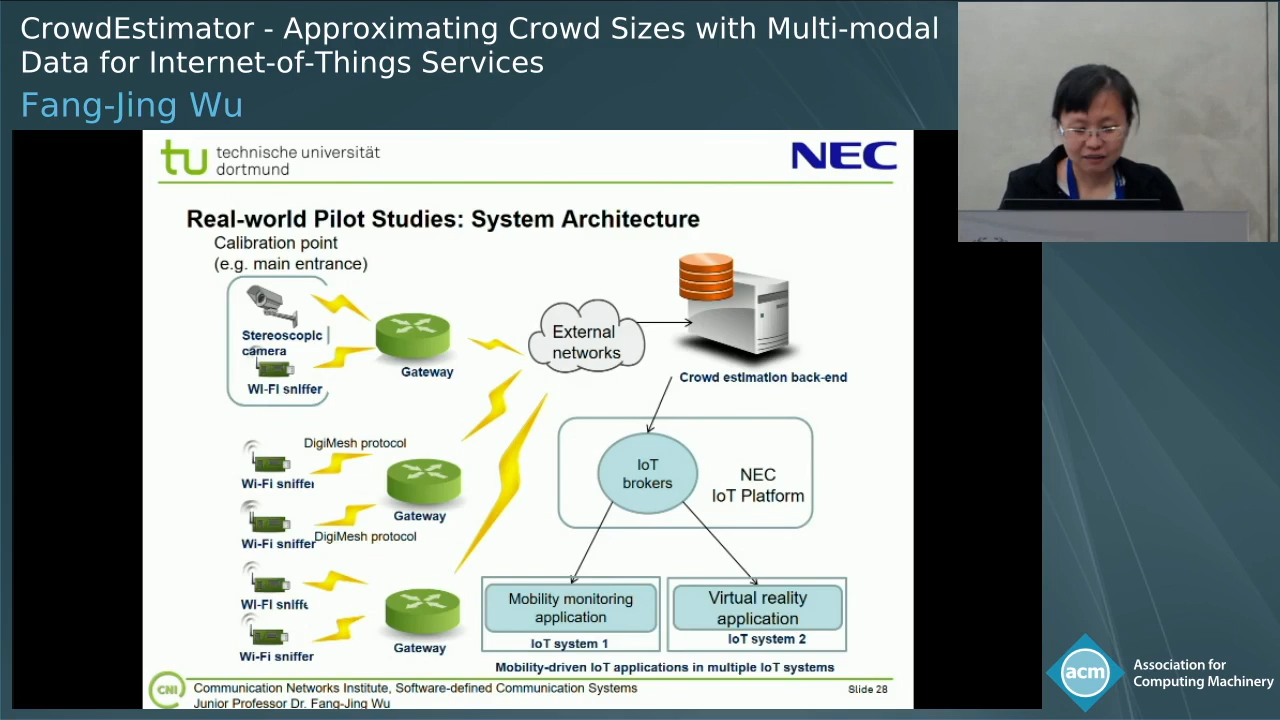 CrowdEstimator - Approximating Crowd Sizes with Multi-modal
Data for Internet-of-Things Services
Fang-Jing Wu
tu technische universität
dortmund
NEC
Real-world Pilot Studies: System Architecture
Calibration point
(e.g. main entrance)
Stereoscopic
camera
Wi-Fi sniffer
Gateway
External
networks
Crowd estimation back-end
DigiMesh protocol
Wi-Fi sniffer
Gateway
Wi-Fi sniffer
DigiMesh protocol
IoT
brokers
NEC
IoT Platform
Wi-Fi sniffe
Wi-Fi sniffer
Gateway
Mobility monitoring
application
IoT system 1
Virtual reality
application
IoT system 2
Mobility-driven IoT applications in multiple IoT systems
CNI
Communication Networks Institute, Software-defined Communication Systems
Junior Professor Dr. Fang-Jing Wu
Slide 28
acm
Association for
Computing Machinery